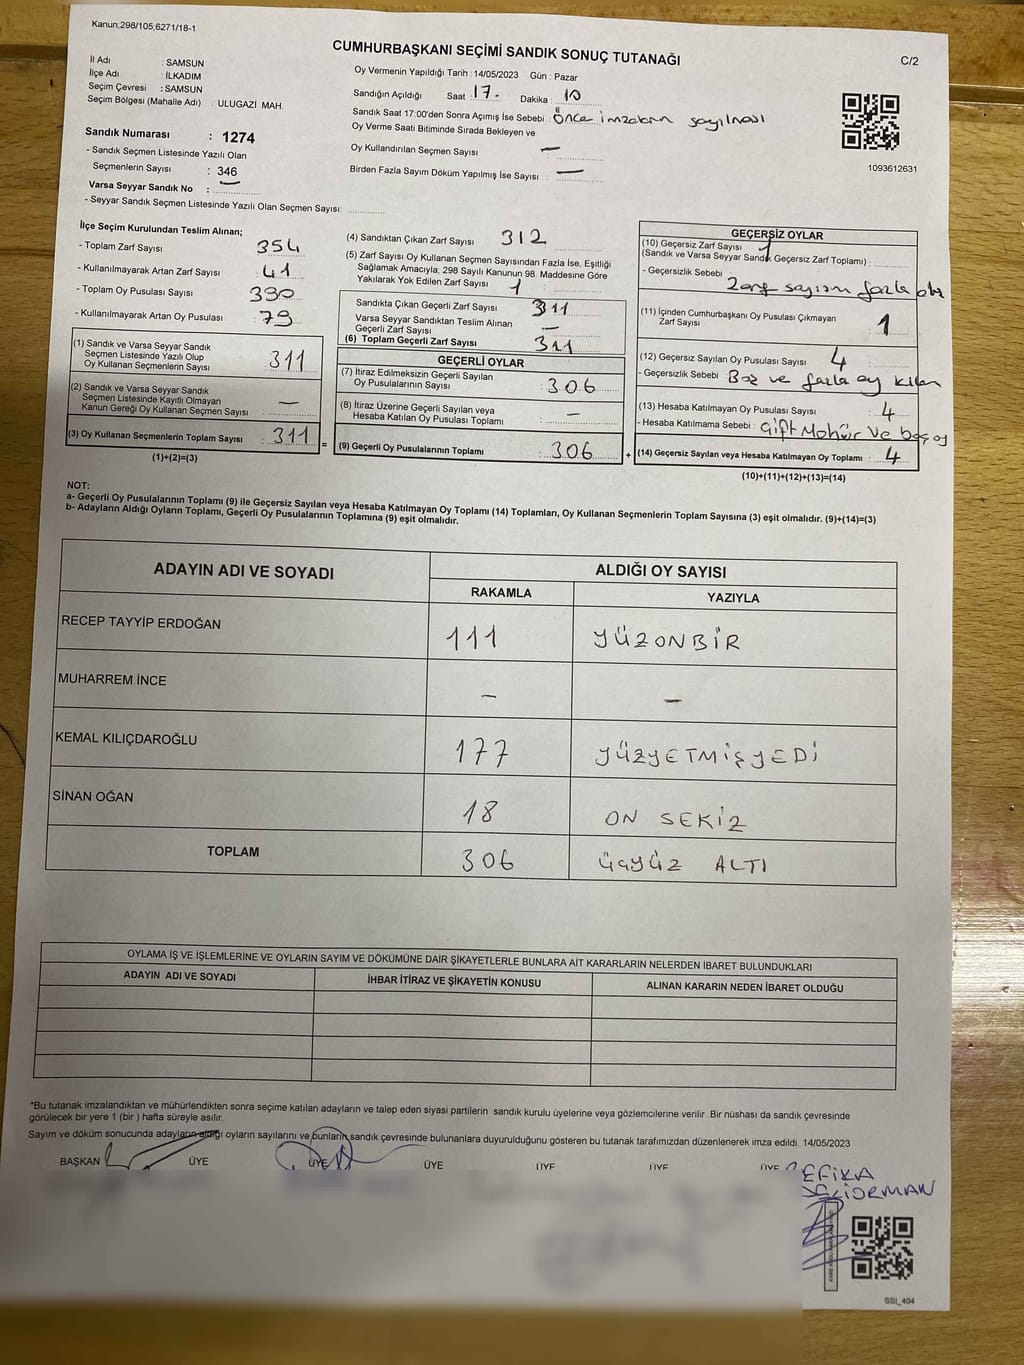 Kanun,298/105,6271/18-1
CUMHURBAŞKANI SEÇİMİ SANDIK SONUÇ TUTANAĞI
C/2
İl Adı : SAMSUN
İlçe Adı : İLKADIM
Seçim Çevresi : SAMSUN
Seçim Bölgesi (Mahalle Adı) : ULUGAZİ MAH.
Oy Vermenin Yapıldığı Tarih : 14/05/2023 Gün : Pazar
Sandığın Açıldığı Saat 17. Dakika : 10
Sandık Saat 17:00'den Sonra Açımış İse Sebebi : Önce imzaların sayılması
Oy Verme Saati Bitiminde Sırada Bekleyen ve
Oy Kullandırılan Seçmen Sayısı : —
Birden Fazla Sayım Döküm Yapılmış İse Sayısı : —
1093612631
Sandık Numarası : 1274
- Sandık Seçmen Listesinde Yazılı Olan
Seçmenlerin Sayısı : 346
Varsa Seyyar Sandık No : —
- Seyyar Sandık Seçmen Listesinde Yazılı Olan Seçmen Sayısı:
İlçe Seçim Kurulundan Teslim Alınan;
- Toplam Zarf Sayısı 354
- Kullanılmayarak Artan Zarf Sayısı : 41
- Toplam Oy Pusulası Sayısı 390
- Kullanılmayarak Artan Oy Pusulası : 79
(1) Sandık ve Varsa Seyyar Sandık
Seçmen Listesinde Yazılı Olup
Oy Kullanan Seçmenlerin Sayısı : 311
(2) Sandık ve Varsa Seyyar Sandık
Seçmen Listesinde Kayıtlı Olmayan
Kanun Gereği Oy Kullanan Seçmen Sayısı : —
(3) Oy Kullanan Seçmenlerin Toplam Sayısı : 311 =
(1)+(2)=(3)
(4) Sandıktan Çıkan Zarf Sayısı : 312
(5) Zarf Sayısı Oy Kullanan Seçmen Sayısından Fazla İse, Eşitliği
Sağlamak Amacıyla, 298 Sayılı Kanunun 98. Maddesine Göre
Yakılarak Yok Edilen Zarf Sayısı : 1
Sandıkta Çıkan Geçerli Zarf Sayısı : 311
Varsa Seyyar Sandıktan Teslim Alınan
Geçerli Zarf Sayısı : —
(6) Toplam Geçerli Zarf Sayısı : 311
GEÇERLİ OYLAR
(7) İtiraz Edilmeksizin Geçerli Sayılan
Oy Pusulalarının Sayısı : 306
(8) İtiraz Üzerine Geçerli Sayılan veya
Hesaba Katılan Oy Pusulası Toplamı : —
(9) Geçerli Oy Pusulalarının Toplamı : 306 +
GEÇERSİZ OYLAR
(10) Geçersiz Zarf Sayısı 1
(Sandık ve Varsa Seyyar Sandık Geçersiz Zarf Toplamı) :
- Geçersizlik Sebebi :
Zarf sayısın fazla
(11) İçinden Cumhurbaşkanı Oy Pusulası Çıkmayan
Zarf Sayısı : 1
(12) Geçersiz Sayılan Oy Pusulası Sayısı : 4
- Geçersizlik Sebebi : Boş ve fazla oy
(13) Hesaba Katılmayan Oy Pusulası Sayısı : 4
- Hesaba Katılmama Sebebi : Çift Mühür ve boş oy
(14) Geçersiz Sayılan veya Hesaba Katılmayan Oy Toplamı : 4
(10)+(11)+(12)+(13)=(14)
NOT:
a- Geçerli Oy Pusulalarının Toplamı (9) ile Geçersiz Sayılan veya Hesaba Katılmayan Oy Toplamı (14) Toplamları, Oy Kullanan Seçmenlerin Toplam Sayısına (3) eşit olmalıdır. (9)+(14)=(3)
b- Adayların Aldığı Oyların Toplamı, Geçerli Oy Pusulalarının Toplamına (9) eşit olmalıdır.
ADAYIN ADI VE SOYADI
ALDIĞI OY SAYISI
RAKAMLA
YAZIYLA
RECEP TAYYİP ERDOĞAN 111 YÜZONBİR
MUHARREM İNCE — —
KEMAL KILIÇDAROĞLU 177 YÜZYETMİŞYEDİ
SİNAN OĞAN 18 ON SEKİZ
TOPLAM 306 ÜÇYÜZ ALTI
OYLAMA İŞ VE İŞLEMLERİNE VE OYLARIN SAYIM VE DÖKÜMÜNE DAİR ŞİKAYETLERLE BUNLARA AİT KARARLARIN NELERDEN İBARET BULUNDUKLARI
ADAYIN ADI VE SOYADI
İHBAR İTİRAZ VE ŞİKAYETİN KONUSU
ALINAN KARARIN NEDEN İBARET OLDUĞU
*Bu tutanak imzalandıktan ve mühürlendikten sonra seçime katılan adayların ve talep eden siyasi partilerin sandık kurulu üyelerine veya gözlemcilerine verilir .Bir nüshası da sandık çevresinde
görülecek bir yere 1 (bir ) hafta süreyle asılır.
Sayım ve döküm sonucunda adayların aldığı oyların sayılarını ve bunların sandık çevresinde bulunanlara duyurulduğunu gösteren bu tutanak tarafımızdan düzenlenerek imza edildi. 14/05/2023
BAŞKAN ÜYE ÜYE ÜYE ÜYE ÜYE ÜYE
SSI_404